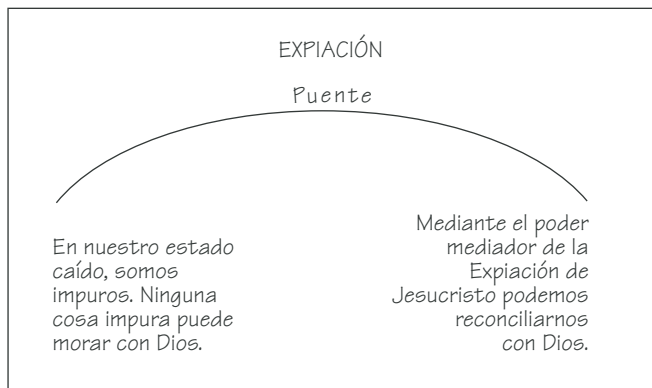 EXPIACIÓN
Puente
En nuestro estado
caído, somos
impuros. Ninguna
cosa impura puede
morar con Dios.
Mediante el poder
mediador de la
Expiación de
Jesucristo podemos
reconciliarnos
con Dios.